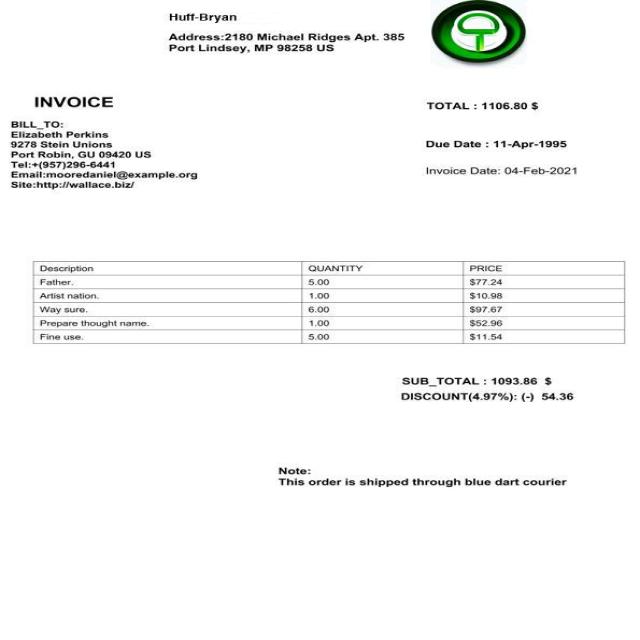 Huff-Bryan
Address:2180 Michael Ridges Apt. 385
Port Lindsey, MP 98258 US
INVOICE
TOTAL : 1106.80 $
BILL_TO:
Elizabeth Perkins
9278 Stein Unions
Port Robin, GU 09420 US
Tel:+(957)296-6441
Email:mooredaniel@example.org
Site:http://wallace.biz/
Due Date : 11-Apr-1995
Invoice Date: 04-Feb-2021
Description QUANTITY PRICE
Father. 5.00 $77.24
Artist nation. 1.00 $10.98
Way sure. 6.00 $97.67
Prepare thought name. 1.00 $52.96
Fine use. 5.00 $11.54
SUB_TOTAL : 1093.86 $
DISCOUNT(4.97%): (-) 54.36
Note:
This order is shipped through blue dart courier